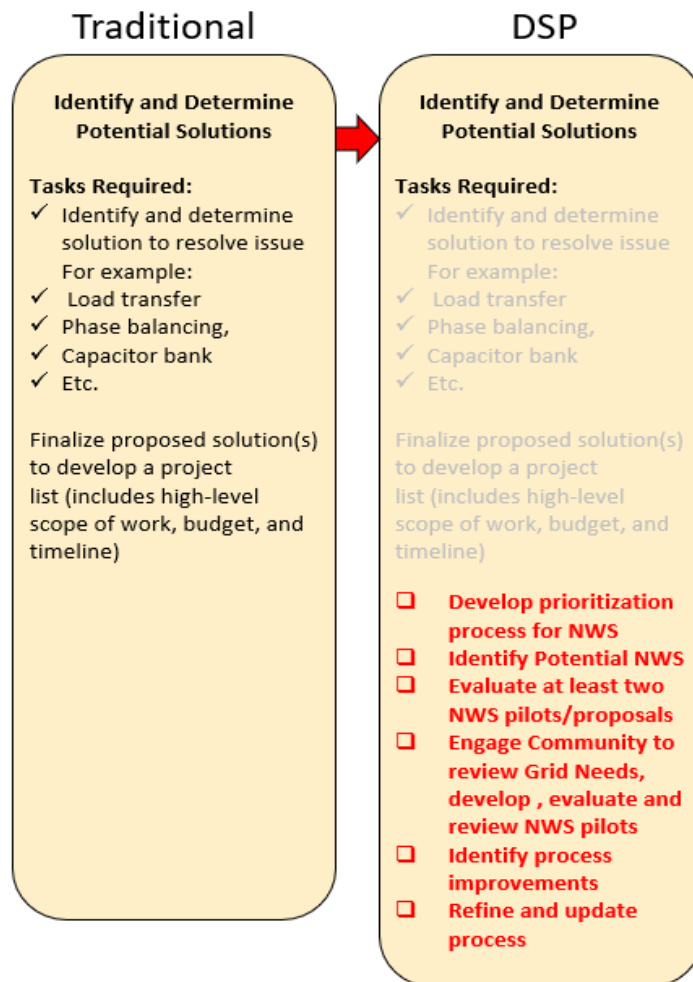 Traditional
Identify and Determine
Potential Solutions
Tasks Required:
✓ Identify and determine
solution to resolve issue
For example:
✓ Load transfer
✓ Phase balancing,
✓ Capacitor bank
✓ Etc.
Finalize proposed solution(s)
to develop a project
list (includes high-level
scope of work, budget, and
timeline)
DSP
Identify and Determine
Potential Solutions
Tasks Required:
✓ Identify and determine
solution to resolve issue
For example:
✓ Load transfer
✓ Phase balancing,
✓ Capacitor bank
✓ Etc.
Finalize proposed solution(s)
to develop a project
list (includes high-level
scope of work, budget, and
timeline)
❑ Develop prioritization
process for NWS
❑ Identify Potential NWS
❑ Evaluate at least two
NWS pilots/proposals
❑ Engage Community to
review Grid Needs,
develop , evaluate and
review NWS pilots
❑ Identify process
improvements
❑ Refine and update
process